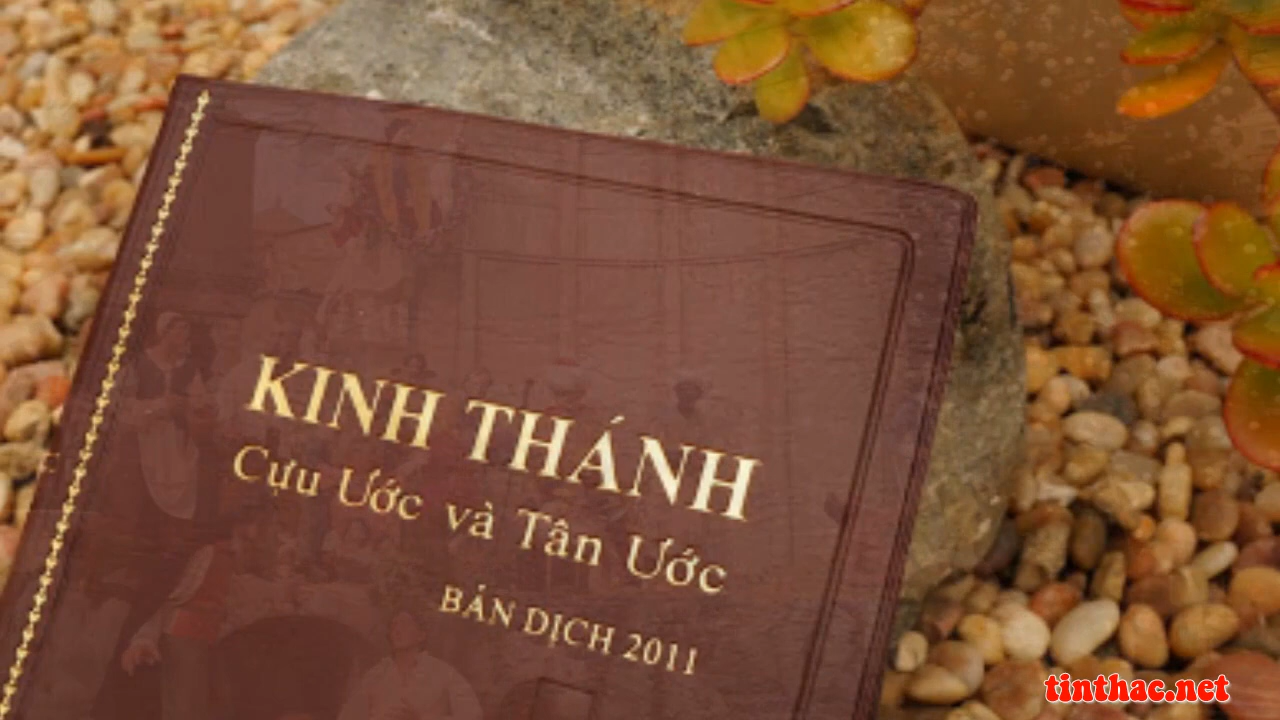 KINH THÁNH
Cựu Ước và Tân Ước
BẢN DỊCH 2011
tinthac.net